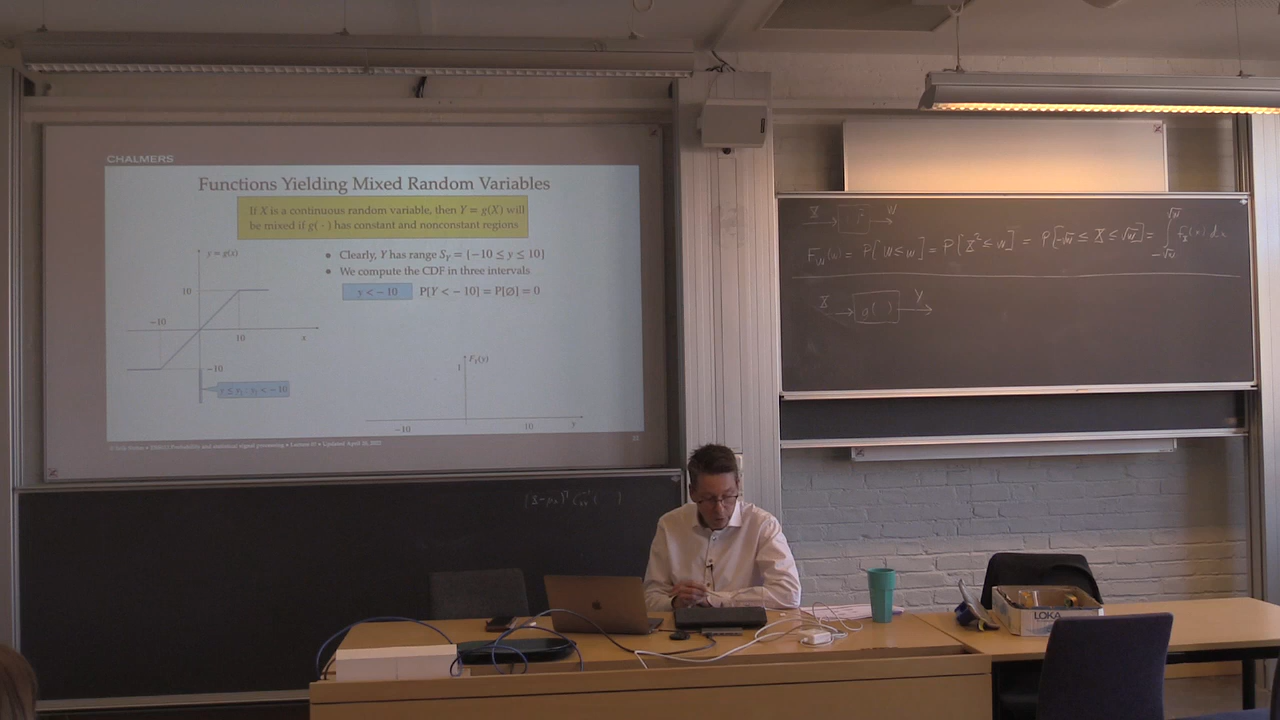 CHALMERS
Functions Yielding Mixed Random Variables
If X is a continuous random variable, then Y = g(X) will
be mixed if g( · ) has constant and nonconstant regions
y = g(x)
• Clearly, Y has range S_Y = {−10 ≤ y ≤ 10}
• We compute the CDF in three intervals
y < −10 P[Y < −10] = P[∅] = 0
10
−10
10
x
−10
F_Y(y)
1
−10
10
y
X W
F_W(w) = P[W ≤ w] = P[X² ≤ w] = P[−√w ≤ X ≤ √w] = ∫_{−√w}^{√w} f_X(x) dx
X g( ) Y
LOKA